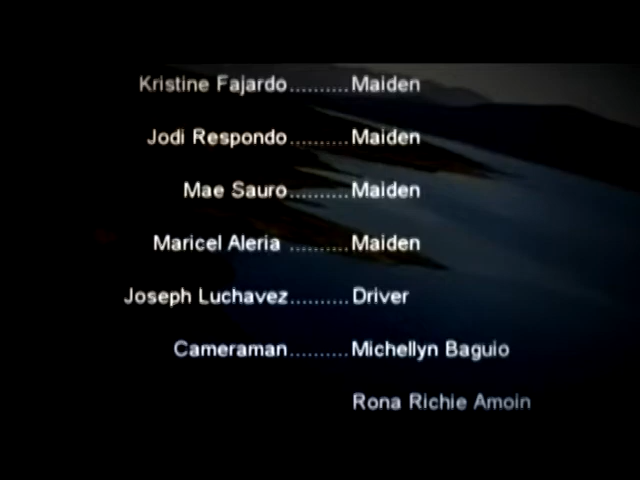 Kristine Fajardo..........Maiden
Jodi Respondo..........Maiden
Mae Sauro..........Maiden
Maricel Aleria ..........Maiden
Joseph Luchavez..........Driver
Cameraman..........Michellyn Baguio
Rona Richie Amoin